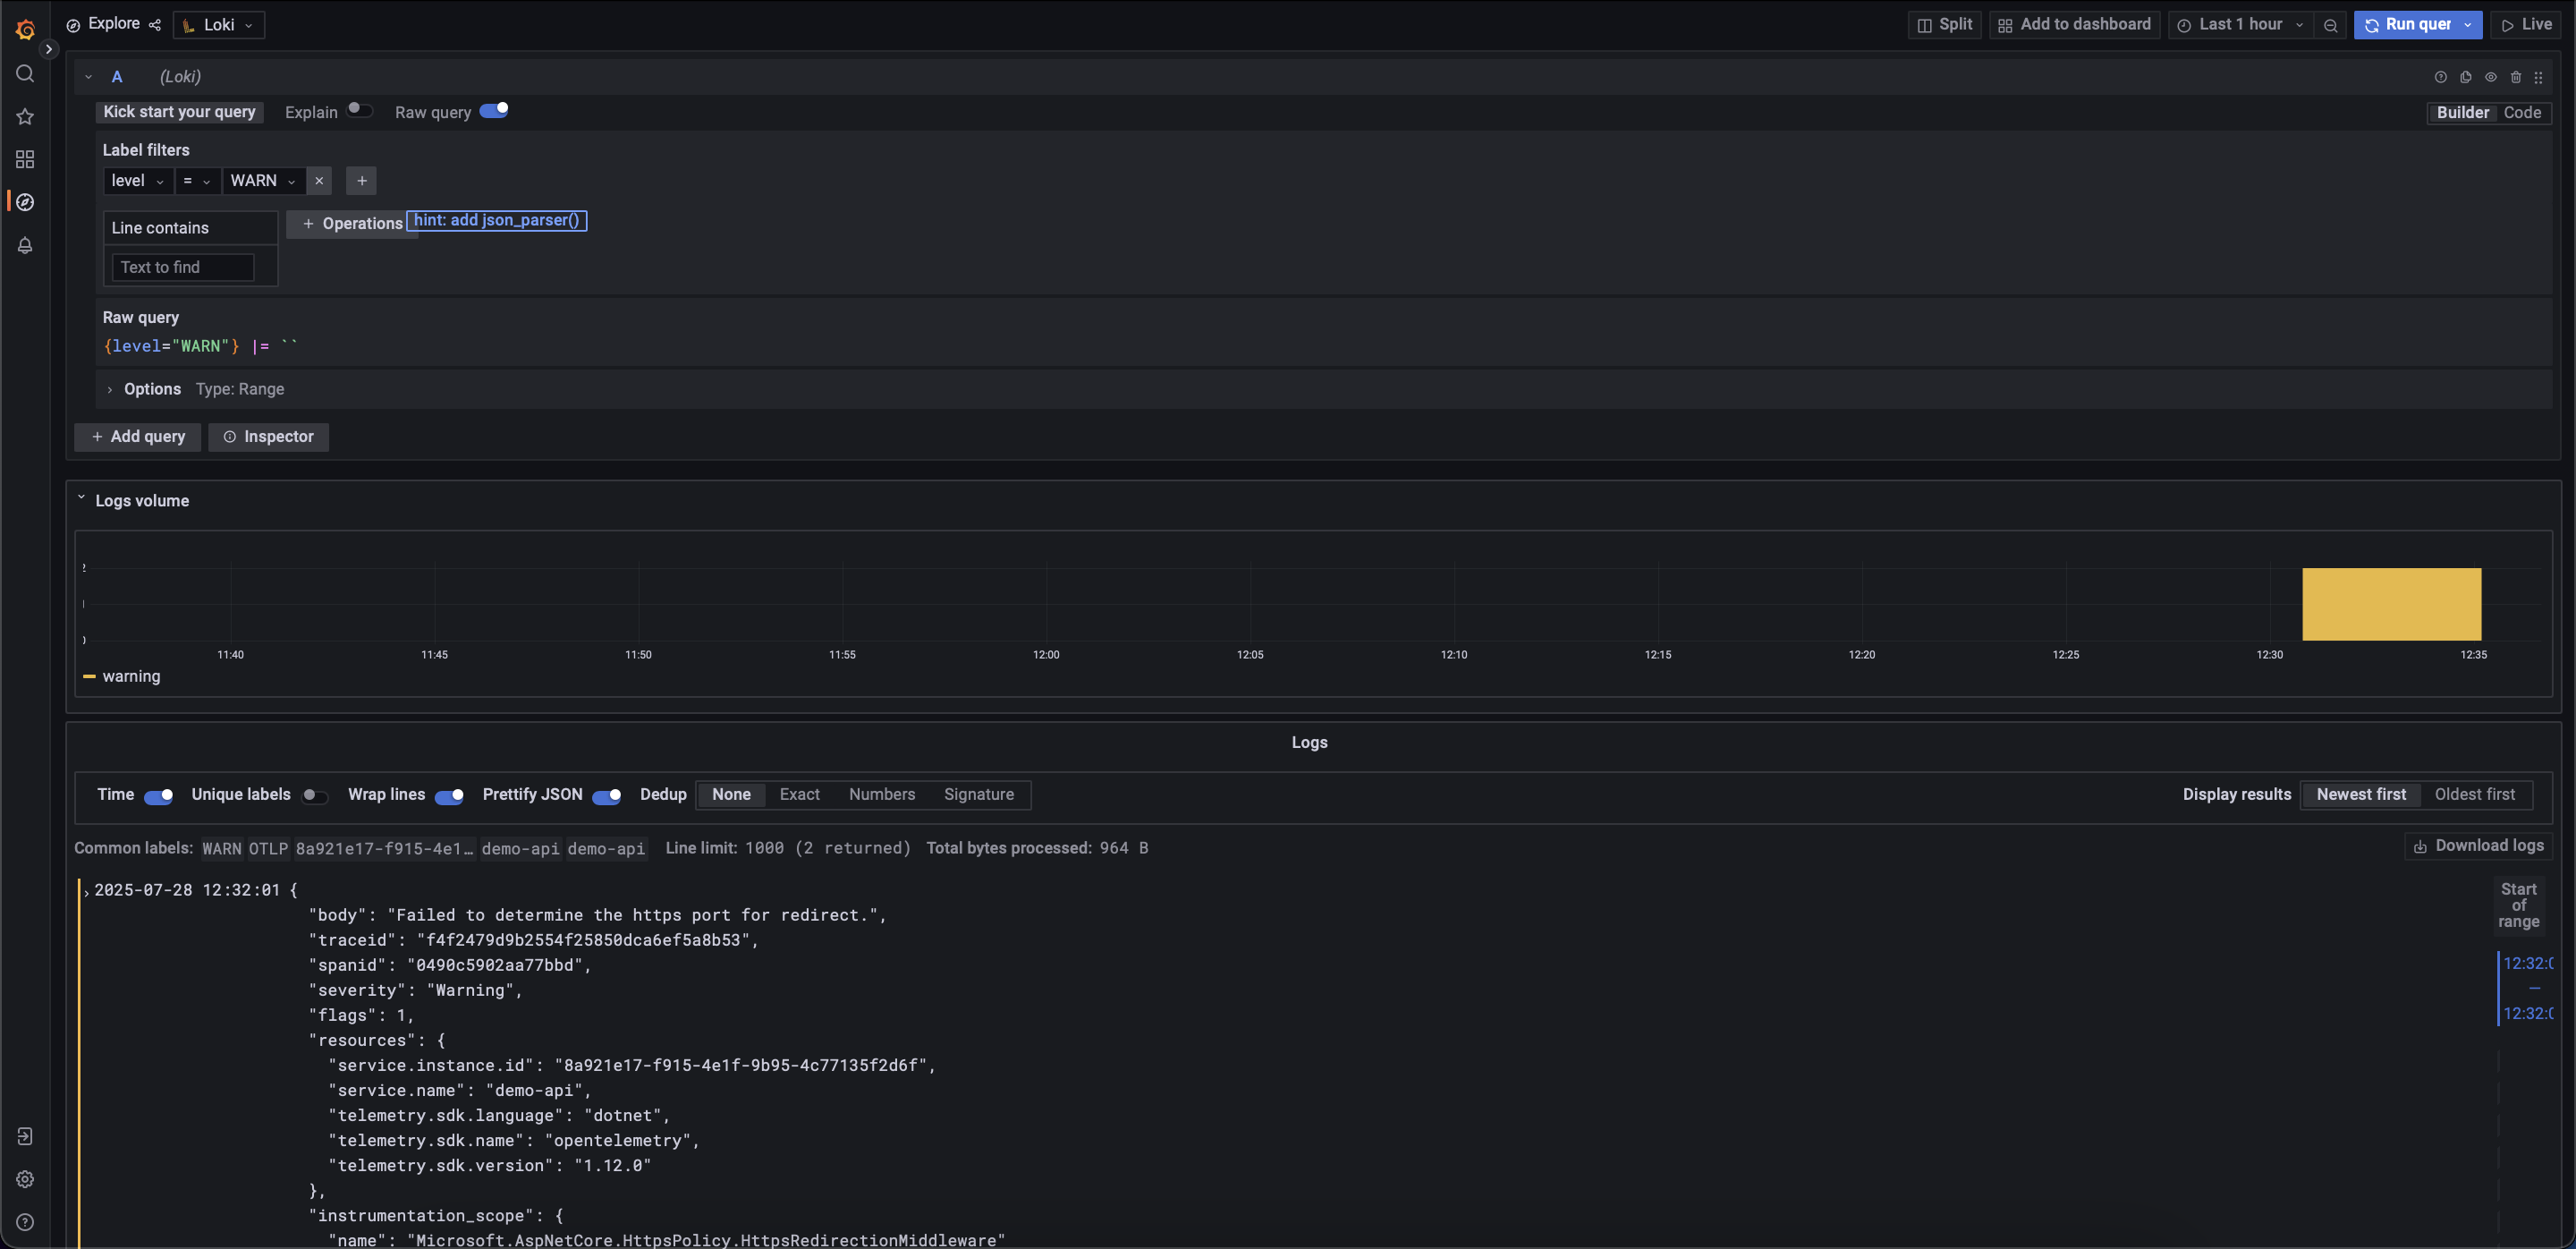 Explore Loki Split Add to dashboard Last 1 hour Run quer Live
A (Loki)
Kick start your query Explain Raw query Builder Code
Label filters
level = WARN × +
Line contains + Operations hint: add json_parser()
Text to find
Raw query
{level="WARN"} |= ``
Options Type: Range
+ Add query Inspector
Logs volume
2
1
0
11:40 11:45 11:50 11:55 12:00 12:05 12:10 12:15 12:20 12:25 12:30 12:35
warning
Logs
Time Unique labels Wrap lines Prettify JSON Dedup None Exact Numbers Signature Display results Newest first Oldest first
Common labels: WARN OTLP 8a921e17-f915-4e1… demo-api demo-api Line limit: 1000 (2 returned) Total bytes processed: 964 B Download logs
2025-07-28 12:32:01 {
"body": "Failed to determine the https port for redirect.",
"traceid": "f4f2479d9b2554f25850dca6ef5a8b53",
"spanid": "0490c5902aa77bbd",
"severity": "Warning",
"flags": 1,
"resources": {
"service.instance.id": "8a921e17-f915-4e1f-9b95-4c77135f2d6f",
"service.name": "demo-api",
"telemetry.sdk.language": "dotnet",
"telemetry.sdk.name": "opentelemetry",
"telemetry.sdk.version": "1.12.0"
},
"instrumentation_scope": {
"name": "Microsoft.AspNetCore.HttpsPolicy.HttpsRedirectionMiddleware"
Start
of
range
12:32:0
—
12:32:0